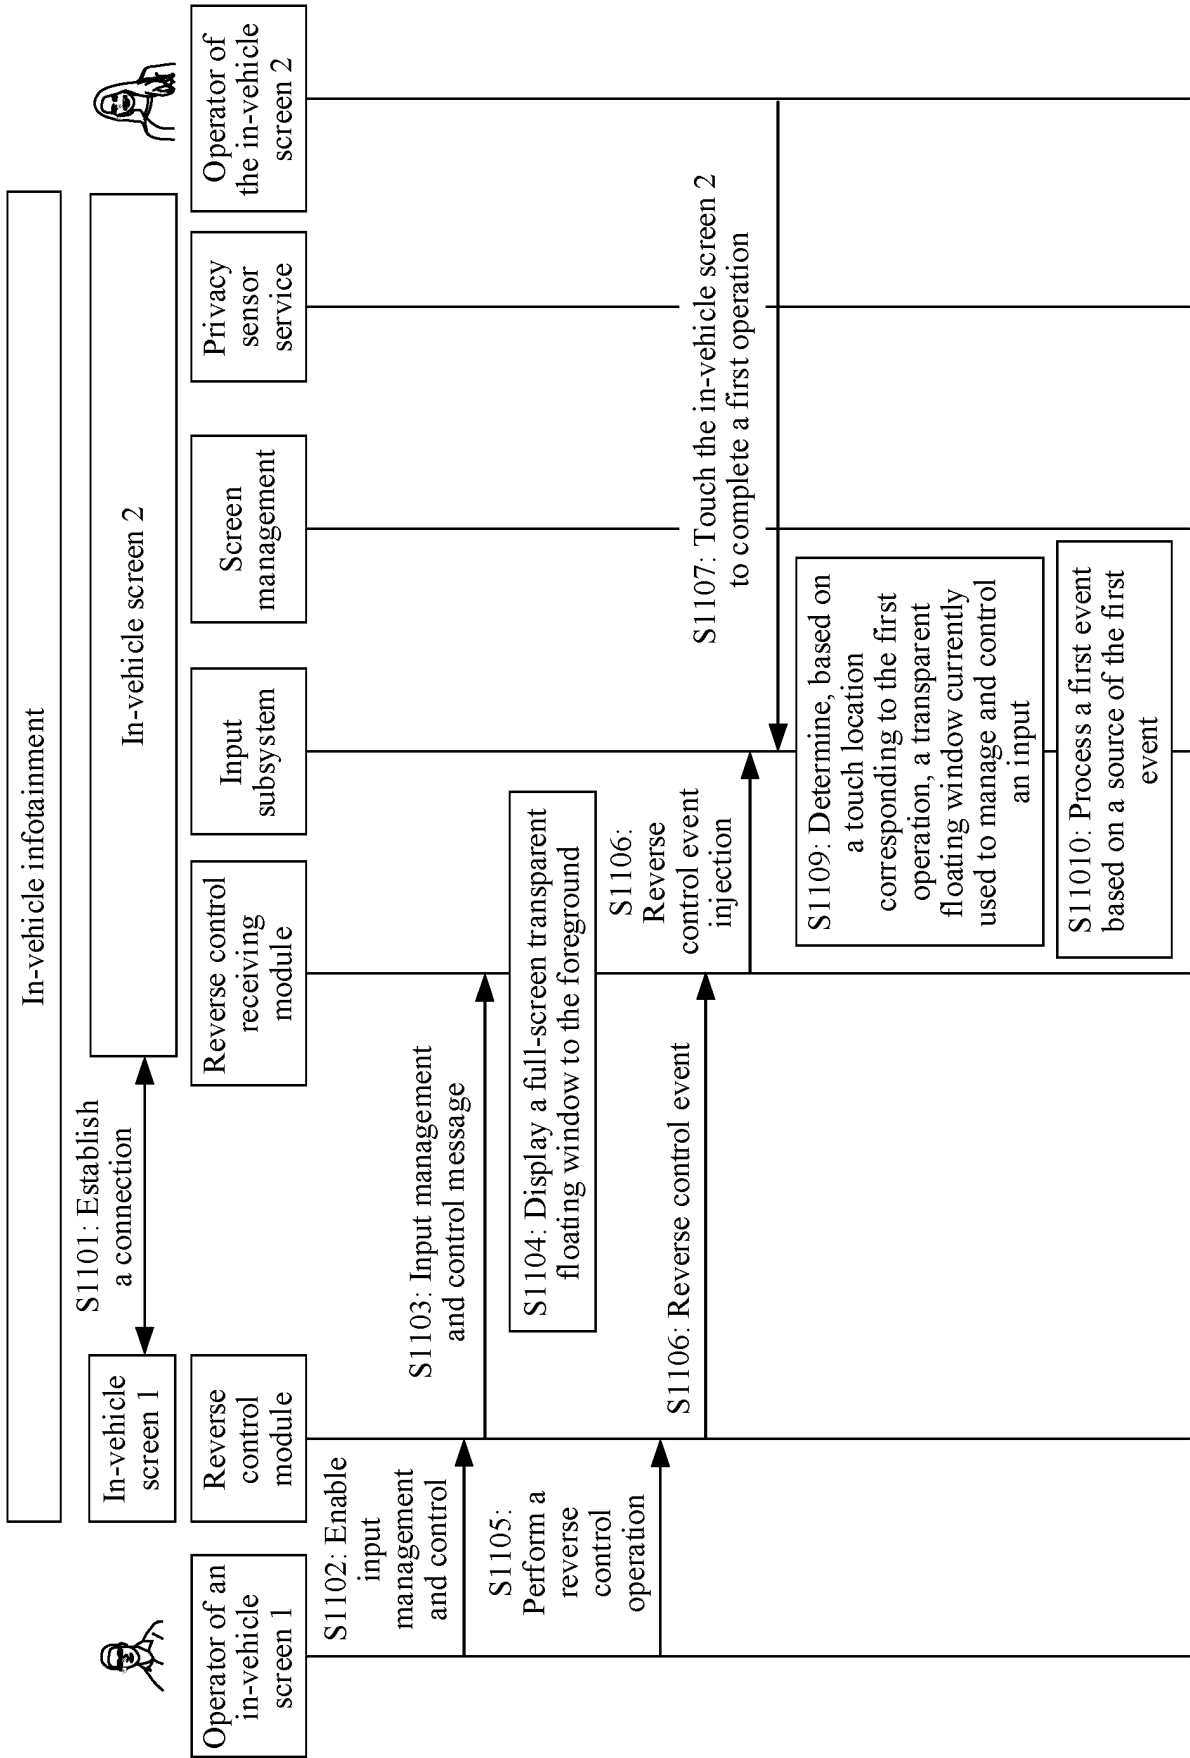 In-vehicle infotainment
In-vehicle
screen 1
S1101: Establish
a connection
In-vehicle screen 2
Operator of an
in-vehicle
screen 1
Reverse
control
module
Reverse control
receiving
module
Input
subsystem
Screen
management
Privacy
sensor
service
Operator of
the in-vehicle
screen 2
S1102: Enable
input
management
and control
S1103: Input management
and control message
S1104: Display a full-screen transparent
floating window to the foreground
S1105:
Perform a
reverse
control
operation
S1106: Reverse control event
S1106:
Reverse
control event
injection
S1107: Touch the in-vehicle screen 2
to complete a first operation
S1109: Determine, based on
a touch location
corresponding to the first
operation, a transparent
floating window currently
used to manage and control
an input
S11010: Process a first event
based on a source of the first
event